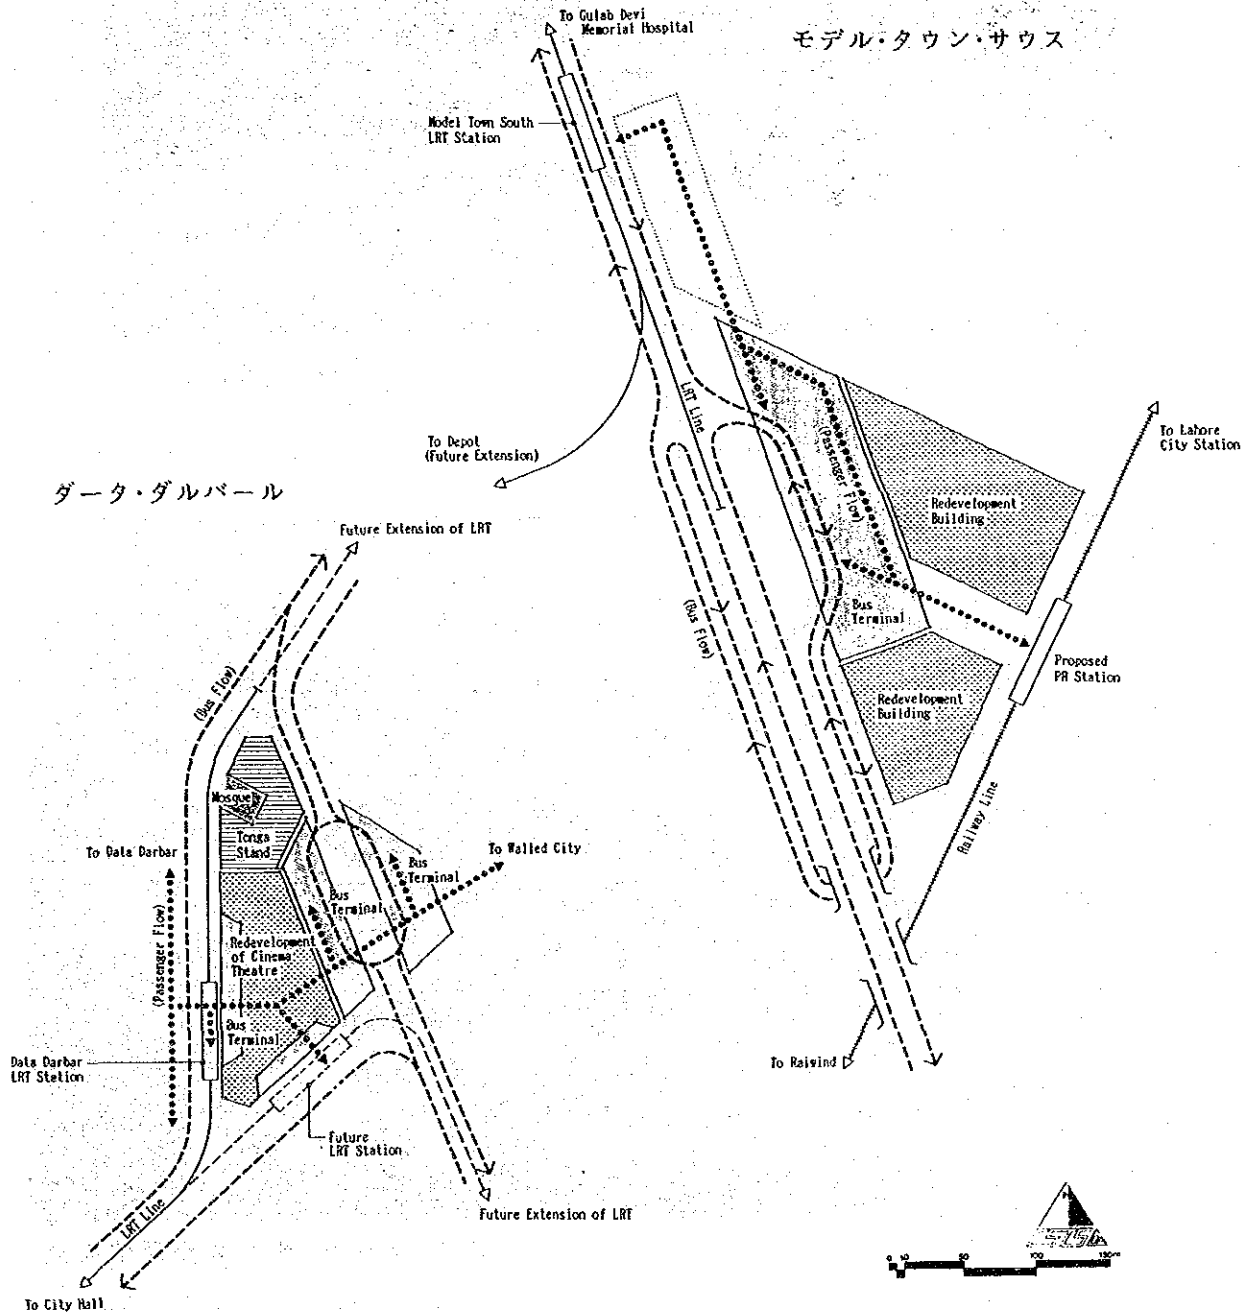 To Gulab Devi
Memorial Hospital
モデル・タウン・サウス
Model Town South
LRT Station
LRT Line
(Passenger Flow)
To Lahore
City Station
To Depot
(Future Extension)
Redevelopment
Building
Bus
Terminal
(Bus Flow)
Proposed
PR Station
Redevelopment
Building
Railway Line
To Raiwind
ダータ・ダルバール
Future Extension of LRT
(Bus Flow)
Mosque
Tonga
Stand
To Data Darbar
To Walled City
Bus
Terminal
Bus
Terminal
(Passenger Flow)
Redevelopment
of Cinema
Theatre
Bus
Terminal
Data Darbar
LRT Station
Future
LRT Station
LRT Line
Future Extension of LRT
To City Hall
0 10 50 100 150m